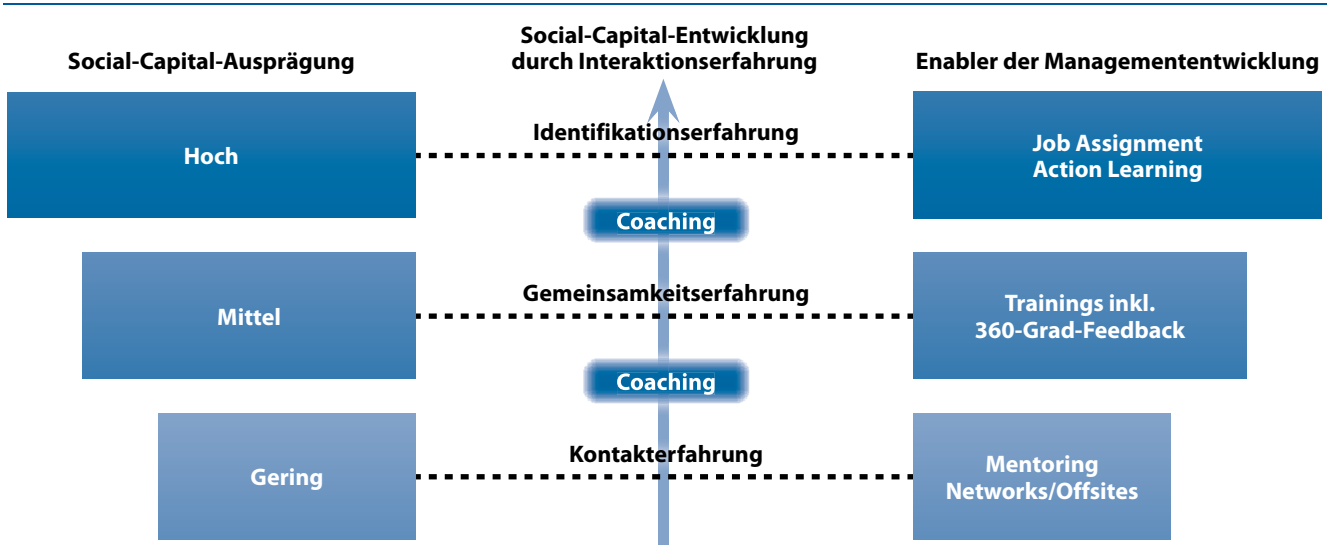 Social-Capital-Ausprägung
Social-Capital-Entwicklung
durch Interaktionserfahrung
Enabler der Managemententwicklung
Hoch
Identifikationserfahrung
Job Assignment
Action Learning
Coaching
Mittel
Gemeinsamkeitserfahrung
Trainings inkl.
360-Grad-Feedback
Coaching
Gering
Kontakterfahrung
Mentoring
Networks/Offsites